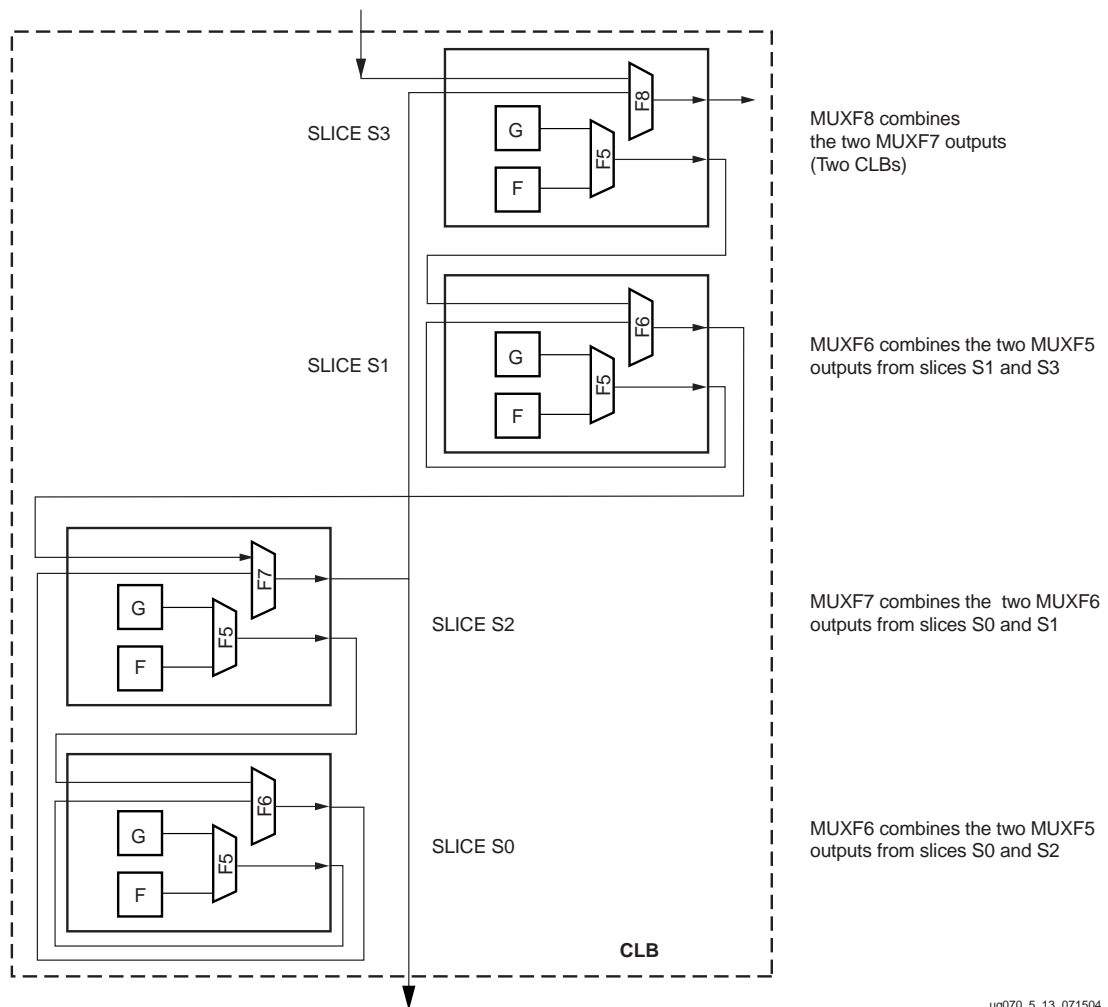 F8
SLICE S3
G
F5
F
MUXF8 combines
the two MUXF7 outputs
(Two CLBs)
F6
SLICE S1
G
F5
F
MUXF6 combines the two MUXF5
outputs from slices S1 and S3
F7
G
F5
F
SLICE S2
MUXF7 combines the two MUXF6
outputs from slices S0 and S1
F6
G
F5
F
SLICE S0
MUXF6 combines the two MUXF5
outputs from slices S0 and S2
CLB
ug070_5_13_071504